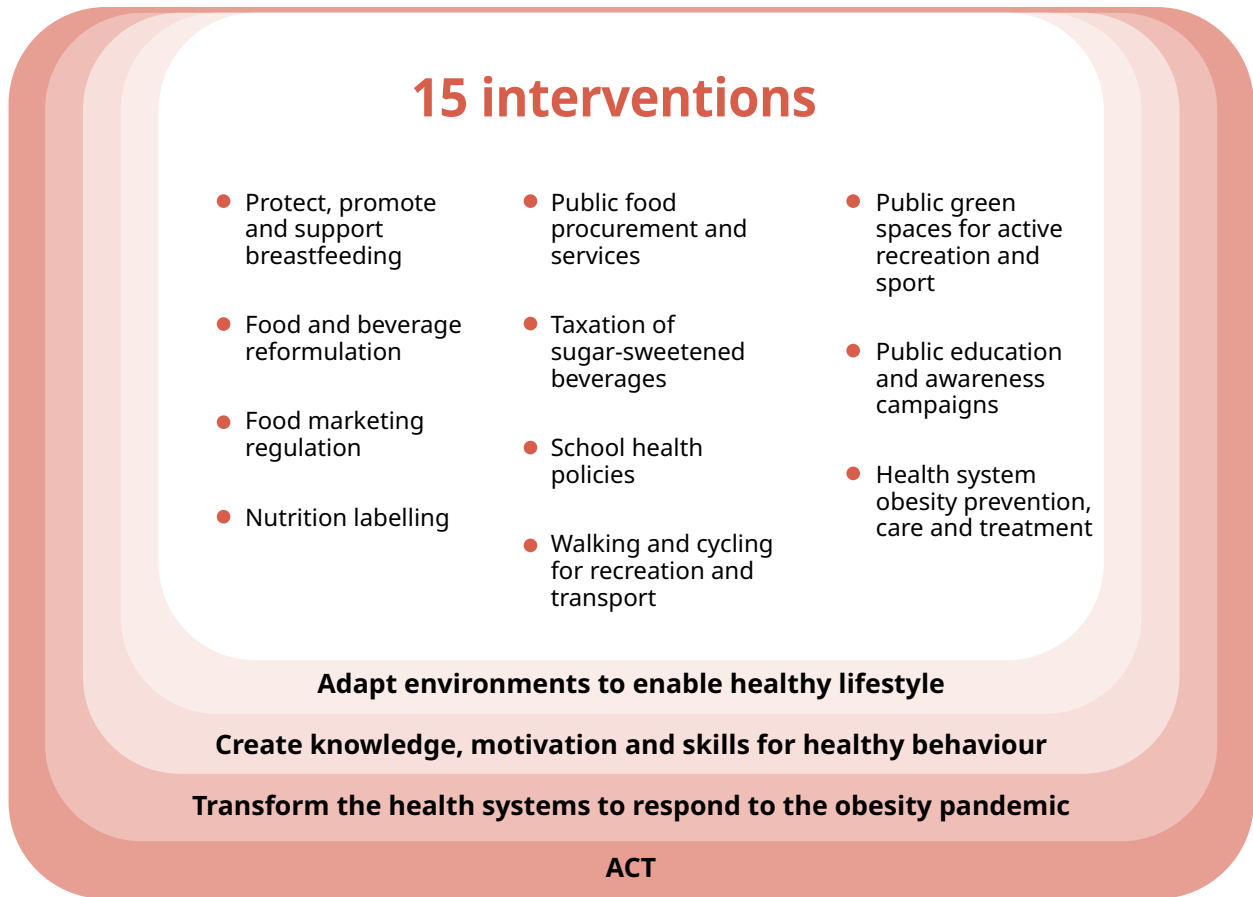 15 interventions
Protect, promote
and support
breastfeeding
Food and beverage
reformulation
Food marketing
regulation
Nutrition labelling
Public food
procurement and
services
Taxation of
sugar-sweetened
beverages
School health
policies
Walking and cycling
for recreation and
transport
Public green
spaces for active
recreation and
sport
Public education
and awareness
campaigns
Health system
obesity prevention,
care and treatment
Adapt environments to enable healthy lifestyle
Create knowledge, motivation and skills for healthy behaviour
Transform the health systems to respond to the obesity pandemic
ACT